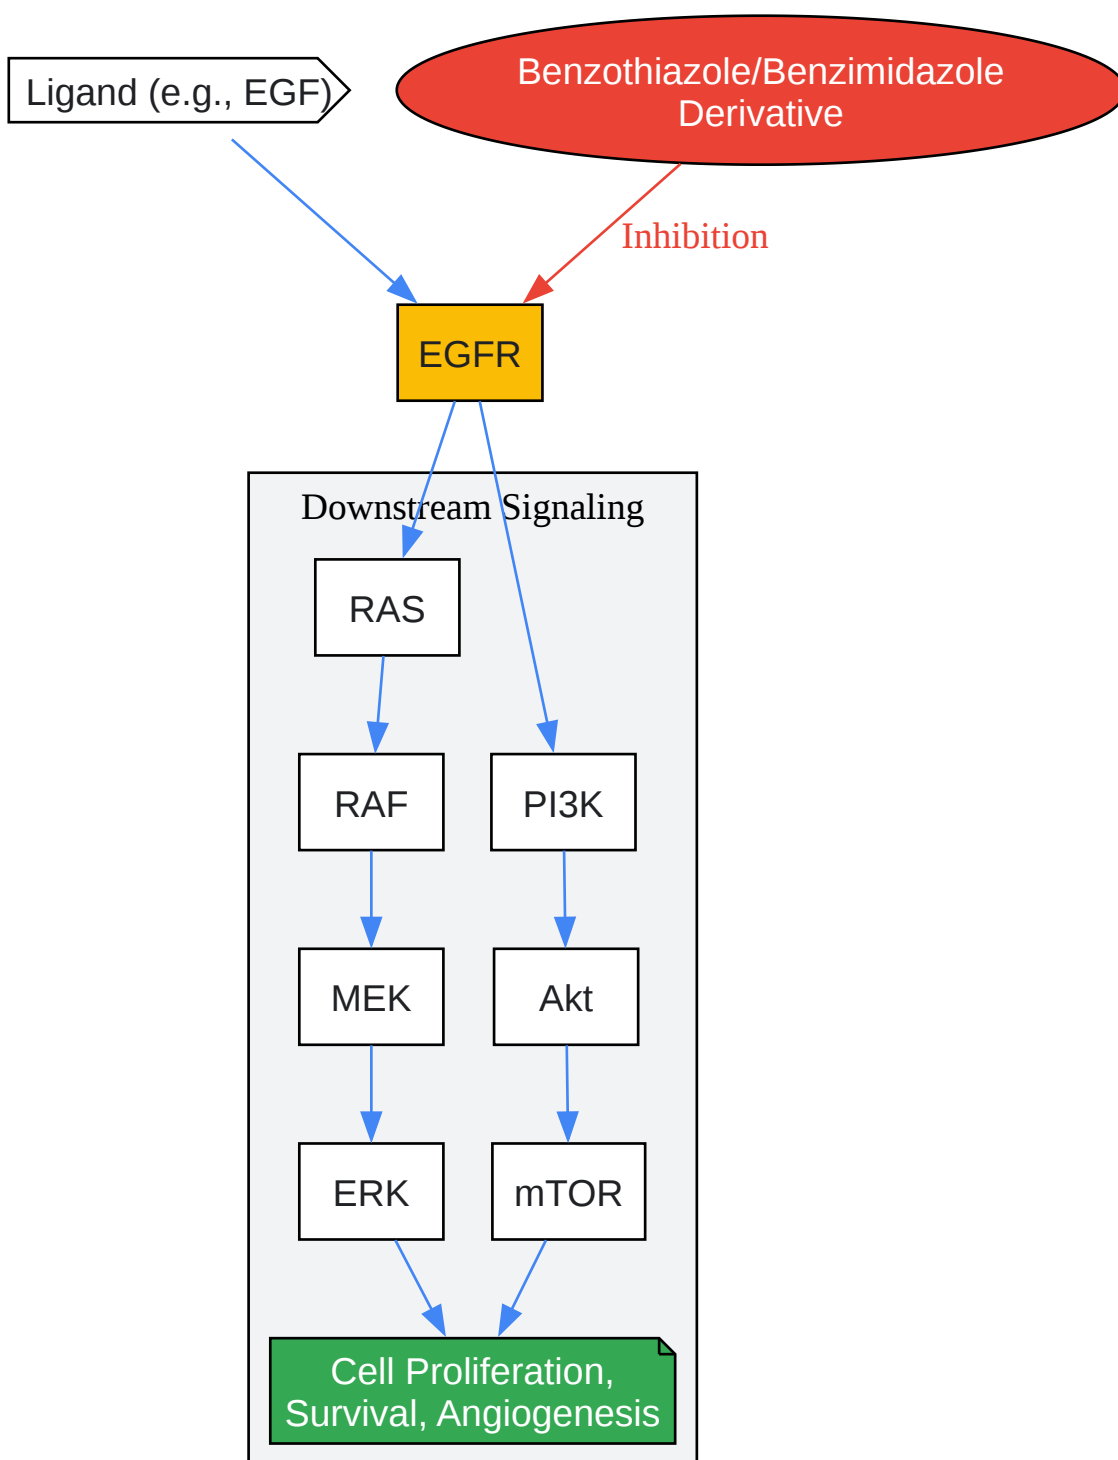 Ligand (e.g., EGF)
Benzothiazole/Benzimidazole
Derivative
Inhibition
EGFR
Downstream Signaling
RAS
RAF
PI3K
MEK
Akt
ERK
mTOR
Cell Proliferation,
Survival, Angiogenesis